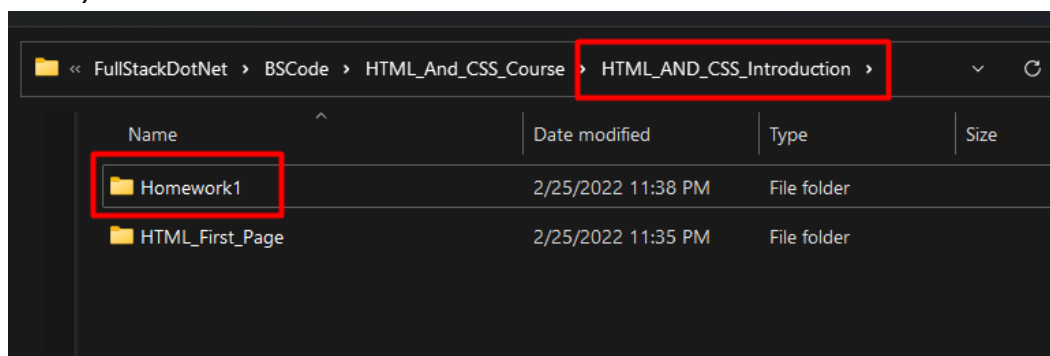 « FullStackDotNet › BSCode › HTML_And_CSS_Course › HTML_AND_CSS_Introduction ›
Name Date modified Type Size
Homework1 2/25/2022 11:38 PM File folder
HTML_First_Page 2/25/2022 11:35 PM File folder